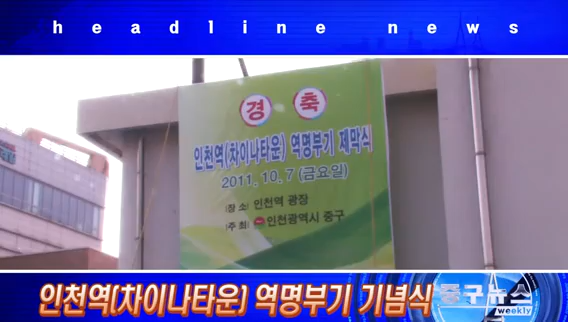 headline news
경 축
인천역(차이나타운) 역명부기 제막식
2011. 10. 7 (금요일)
장소 인천역 광장
주최 인천광역시 중구
인천역(차이나타운) 역명부기 기념식
중구뉴스
weekly